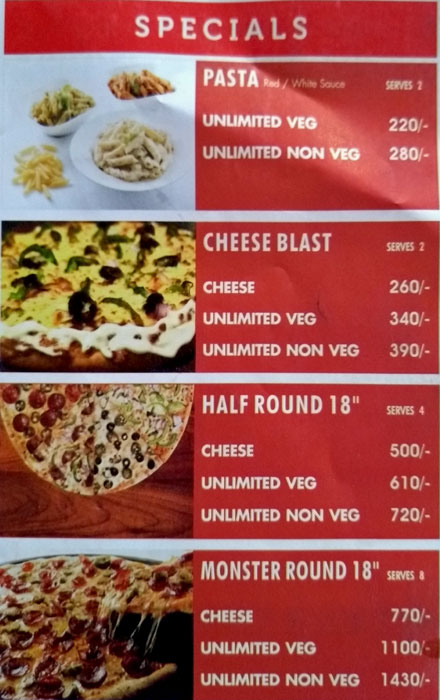 SPECIALS
PASTA Red / White Sauce SERVES 2
UNLIMITED VEG 220/-
UNLIMITED NON VEG 280/-
CHEESE BLAST SERVES 2
CHEESE 260/-
UNLIMITED VEG 340/-
UNLIMITED NON VEG 390/-
HALF ROUND 18" SERVES 4
CHEESE 500/-
UNLIMITED VEG 610/-
UNLIMITED NON VEG 720/-
MONSTER ROUND 18" SERVES 8
CHEESE 770/-
UNLIMITED VEG 1100/-
UNLIMITED NON VEG 1430/-